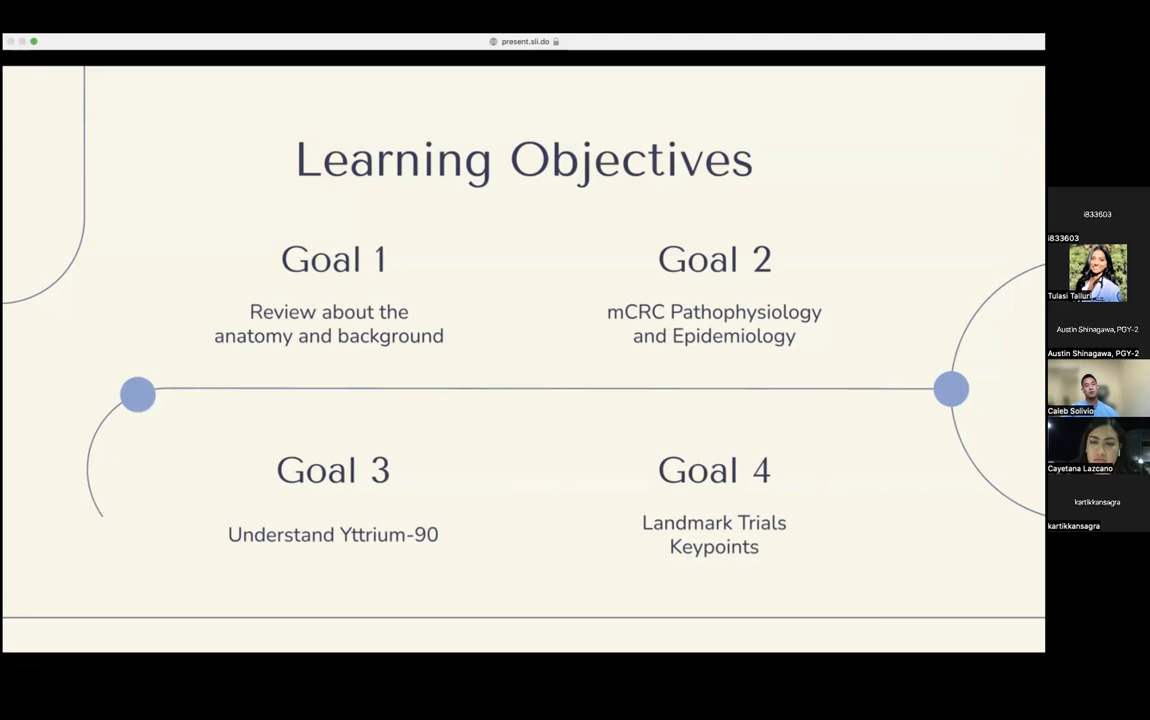 present.sli.do
Learning Objectives
Goal 1
Review about the
anatomy and background
Goal 2
mCRC Pathophysiology
and Epidemiology
Goal 3
Understand Yttrium-90
Goal 4
Landmark Trials
Keypoints
i833603
i833603
Tulasi Talluri
Austin Shinagawa, PGY-2
Austin Shinagawa, PGY-2
Caleb Solivio
Cayetana Lazcano
kartikkansagra
kartikkansagra